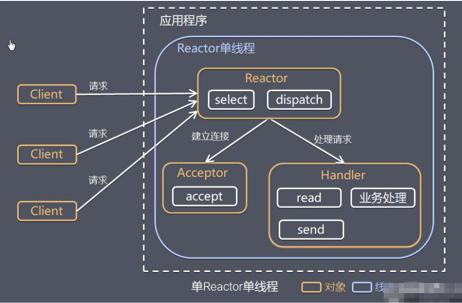 应用程序
Reactor单线程
Reactor
select
dispatch
Client
请求
Client
请求
Client
请求
建立连接
处理请求
Acceptor
accept
Handler
read
业务处理
send
单Reactor单线程
对象